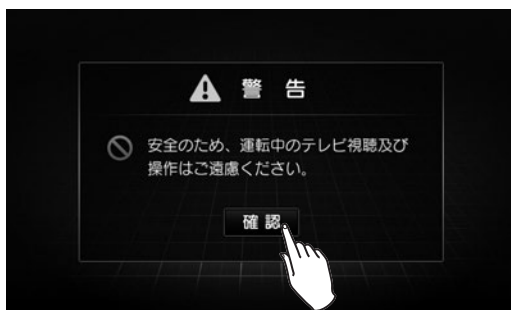 警告
安全のため、運転中のテレビ視聴及び
操作はご遠慮ください。
確認